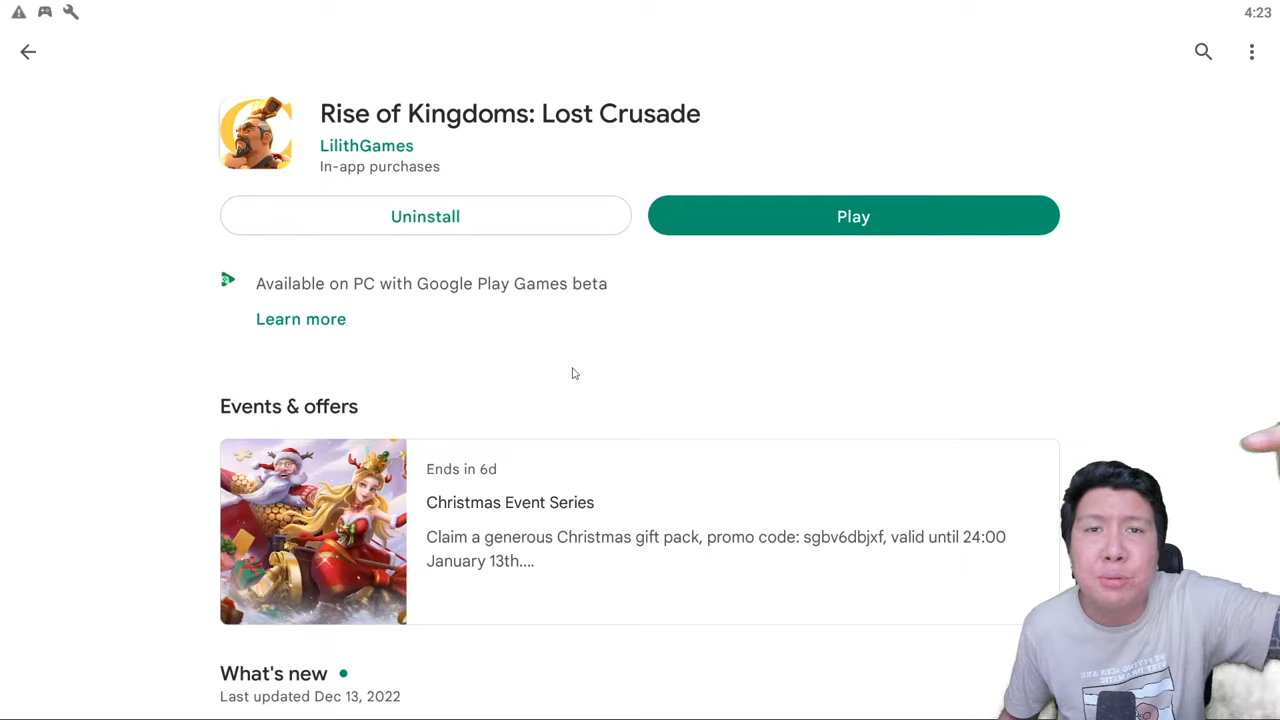 4:23
Rise of Kingdoms: Lost Crusade
LilithGames
In-app purchases
Uninstall
Play
Available on PC with Google Play Games beta
Learn more
Events & offers
Ends in 6d
Christmas Event Series
Claim a generous Christmas gift pack, promo code: sgbv6dbjxf, valid until 24:00
January 13th....
What's new
Last updated Dec 13, 2022